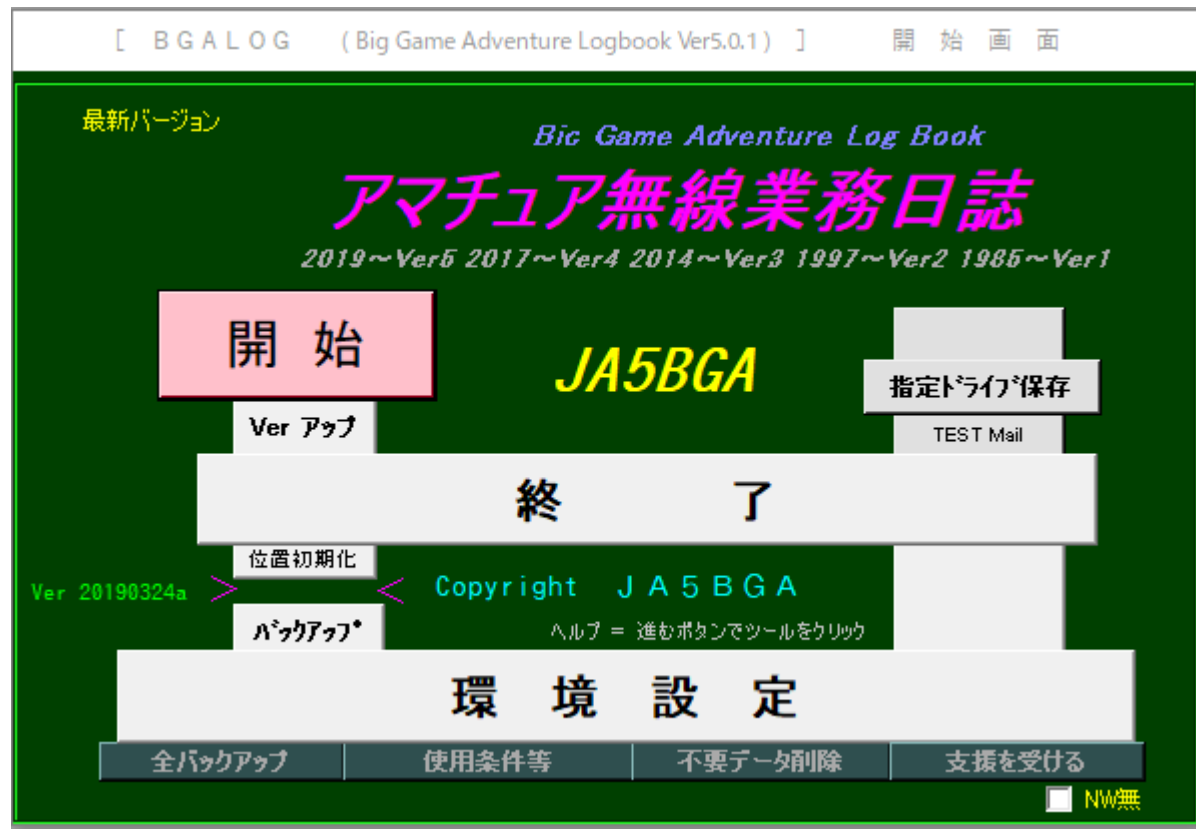 [ BGALOG (Big Game Adventure Logbook Ver5.0.1) ] 開 始 画 面
最新バージョン
Bic Game Adventure Log Book
アマチュア無線業務日誌
2019～Ver5 2017～Ver4 2014～Ver3 1997～Ver2 1985～Ver1
開 始
JA5BGA
指定ﾄﾞﾗｲﾌﾞ保存
Ver ｱｯﾌﾟ
TEST Mail
終 了
位置初期化
Ver 20190324a ＞ ＜ Copyright ＪＡ５ＢＧＡ
ﾊﾞｯｸｱｯﾌﾟ
ヘルプ = 進むボタンでツールをクリック
環 境 設 定
全バックアップ 使用条件等 不要データ削除 支援を受ける
NW無